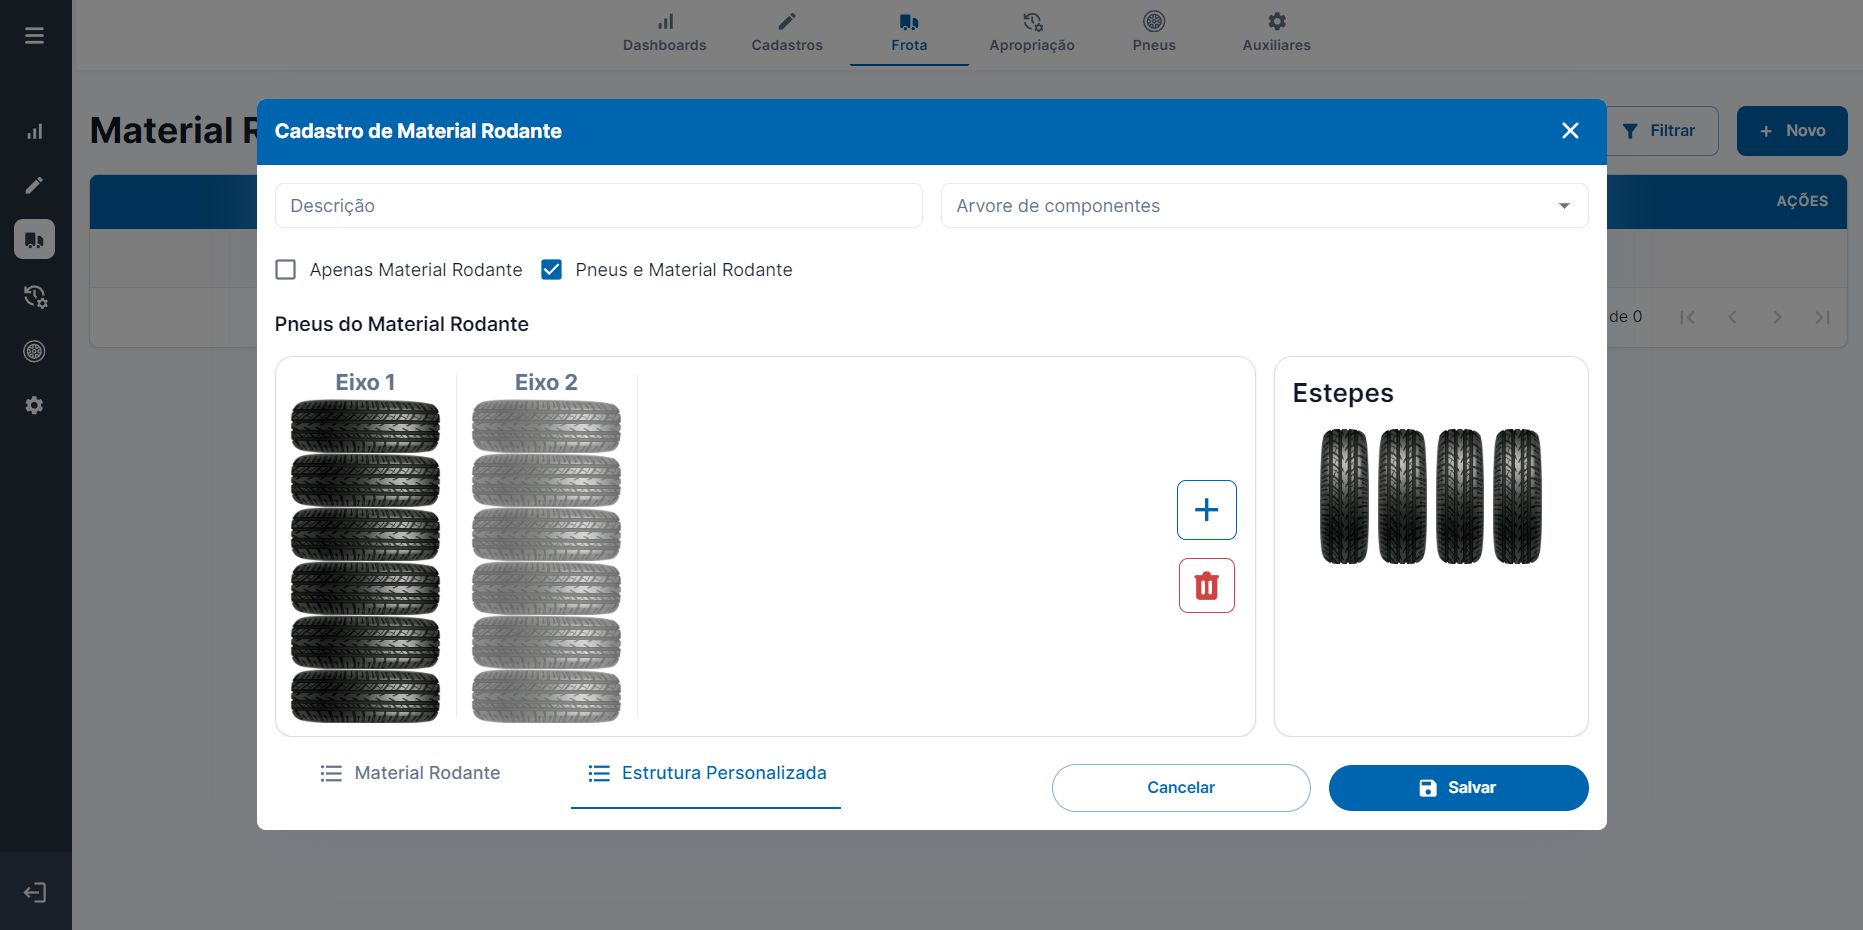 Dashboards
Cadastros
Frota
Apropriação
Pneus
Auxiliares
Material R
Filtrar
Novo
AÇÕES
de 0
Cadastro de Material Rodante
Descrição
Arvore de componentes
Apenas Material Rodante
Pneus e Material Rodante
Pneus do Material Rodante
Eixo 1
Eixo 2
Estepes
Material Rodante
Estrutura Personalizada
Cancelar
Salvar